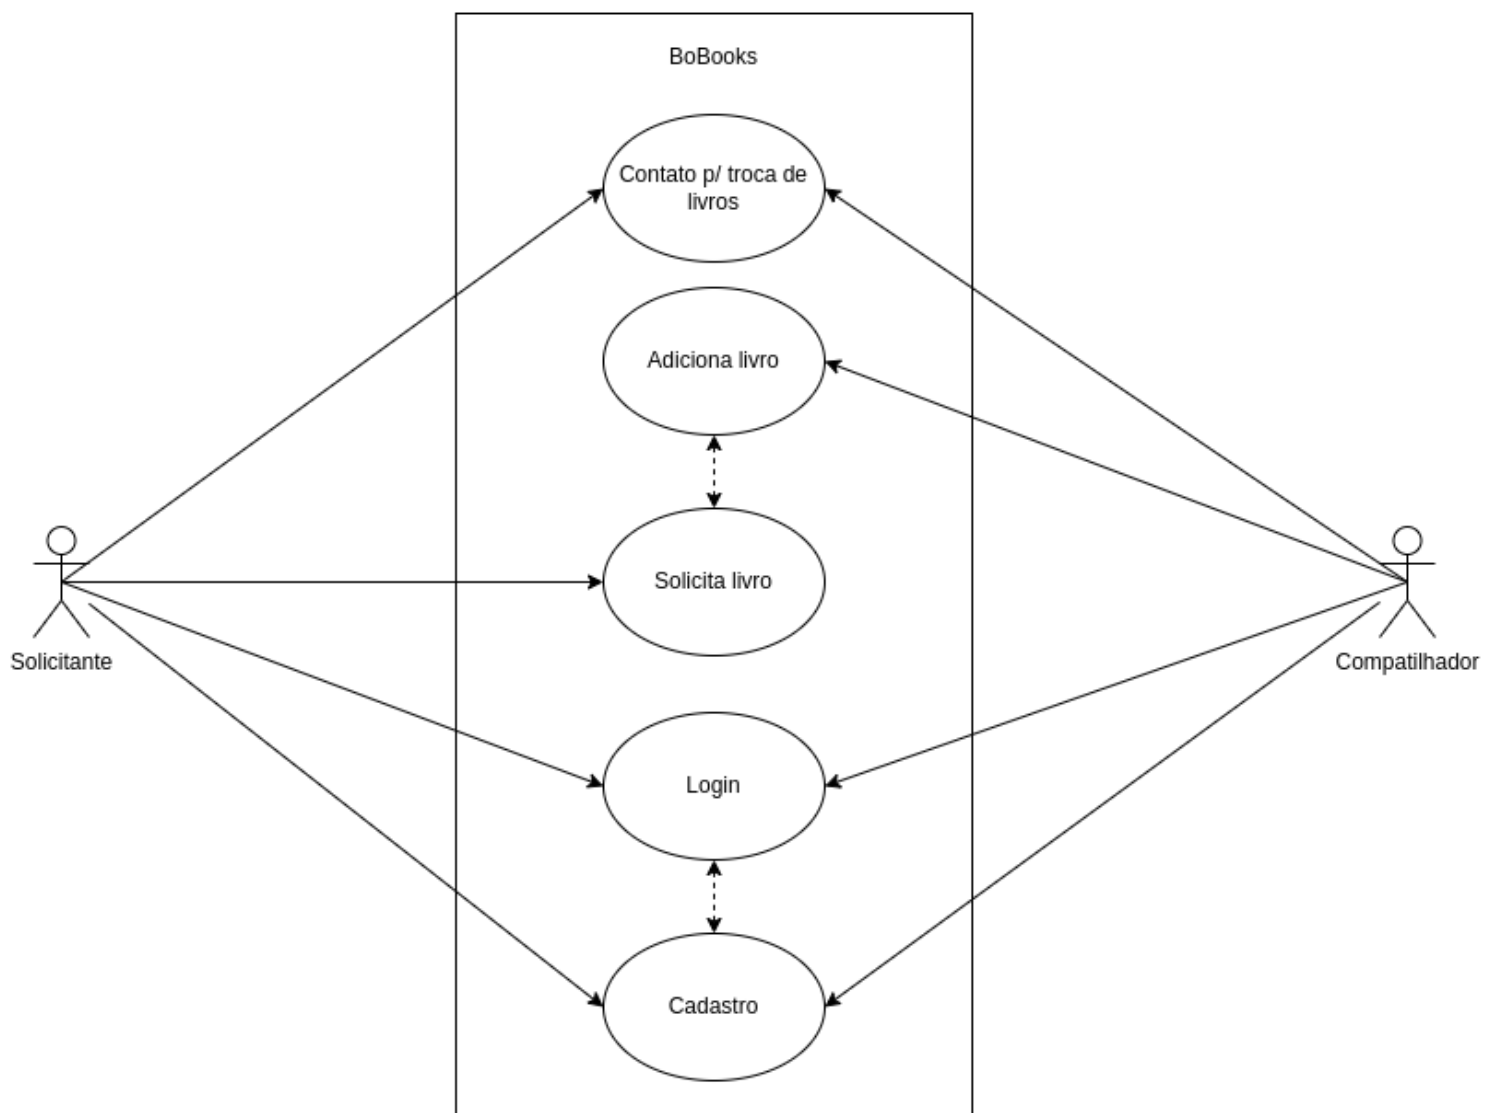 BoBooks
Contato p/ troca de
livros
Adiciona livro
Solicita livro
Solicitante
Compatilhador
Login
Cadastro